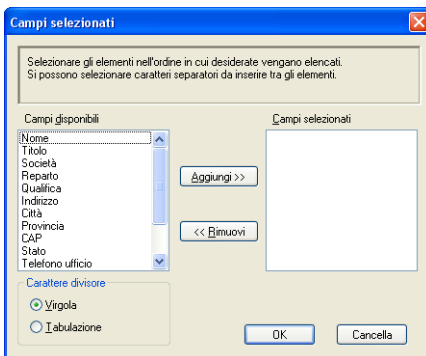 Campi selezionati
Selezionare gli elementi nell'ordine in cui desiderate vengano elencati.
Si possono selezionare caratteri separatori da inserire tra gli elementi.
Campi disponibili
Campi selezionati
Nome
Titolo
Società
Reparto
Qualifica
Indirizzo
Città
Provincia
CAP
Stato
Telefono ufficio
Aggiungi >>
<< Rimuovi
Carattere divisore
Virgola
Tabulazione
OK
Cancella